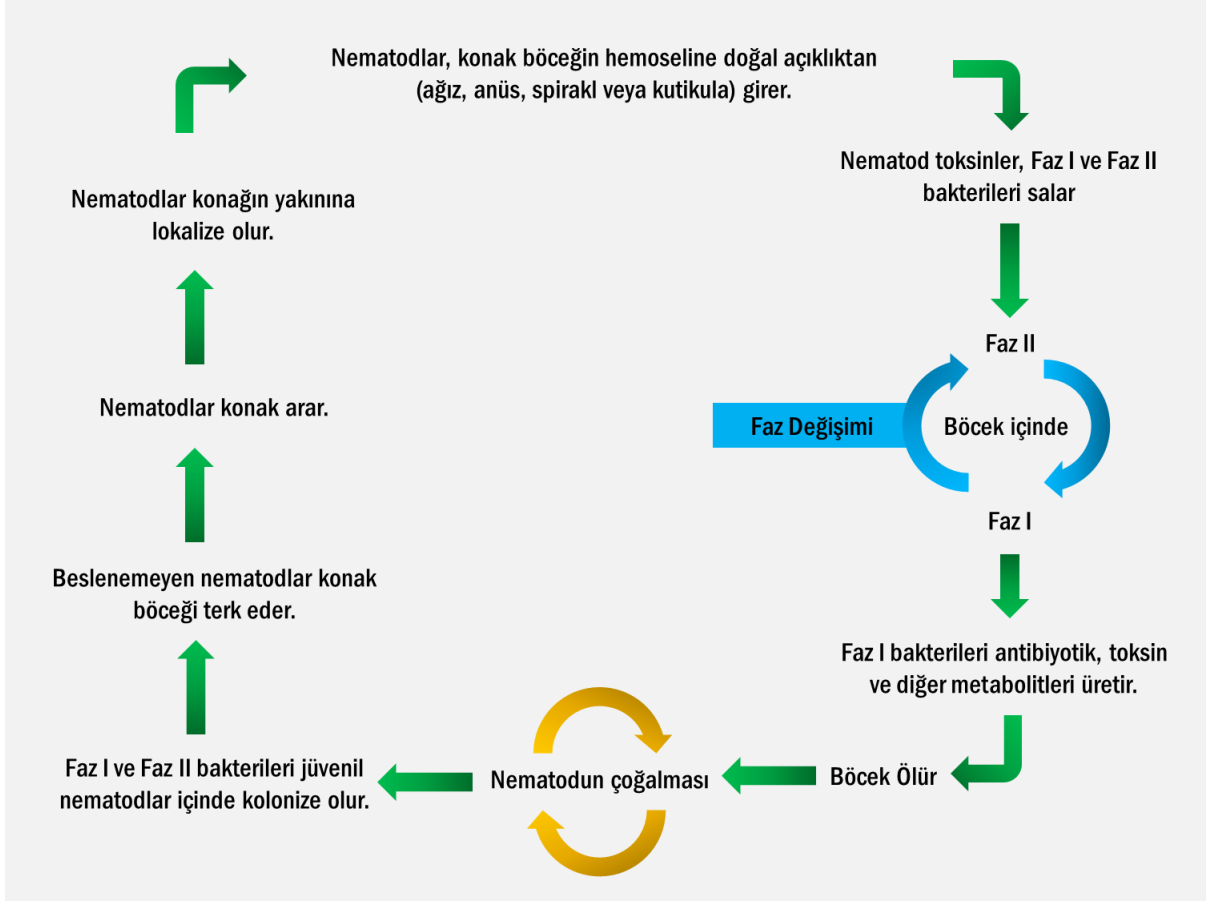 Nematodlar, konak böceğin hemoseline doğal açıklıktan
(ağız, anüs, spirakl veya kutikula) girer.
Nematod toksinler, Faz I ve Faz II
bakterileri salar
Faz II
Faz Değişimi
Böcek içinde
Faz I
Faz I bakterileri antibiyotik, toksin
ve diğer metabolitleri üretir.
Böcek Ölür
Nematodun çoğalması
Faz I ve Faz II bakterileri jüvenil
nematodlar içinde kolonize olur.
Beslenemeyen nematodlar konak
böceği terk eder.
Nematodlar konak arar.
Nematodlar konağın yakınına
lokalize olur.